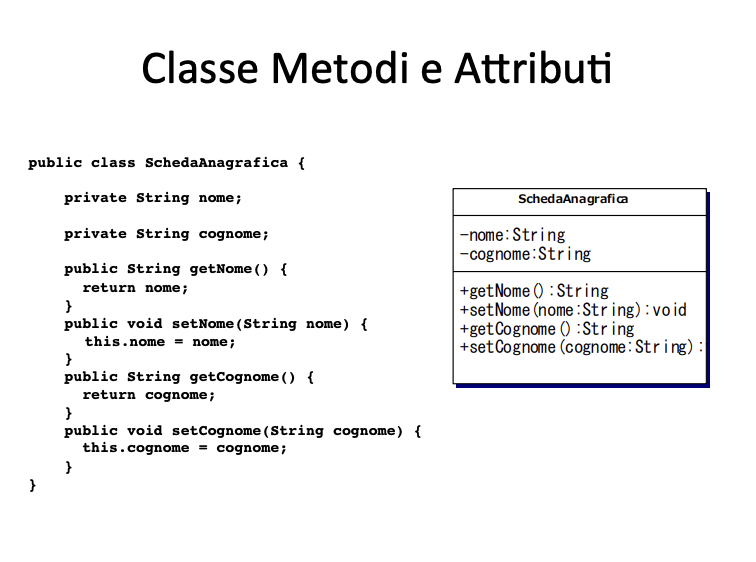 Classe Metodi e Attributi
public class SchedaAnagrafica {
private String nome;
private String cognome;
public String getNome() {
return nome;
}
public void setNome(String nome) {
this.nome = nome;
}
public String getCognome() {
return cognome;
}
public void setCognome(String cognome) {
this.cognome = cognome;
}
}
SchedaAnagrafica
-nome:String
-cognome:String
+getNome():String
+setNome(nome:String):void
+getCognome():String
+setCognome(cognome:String):